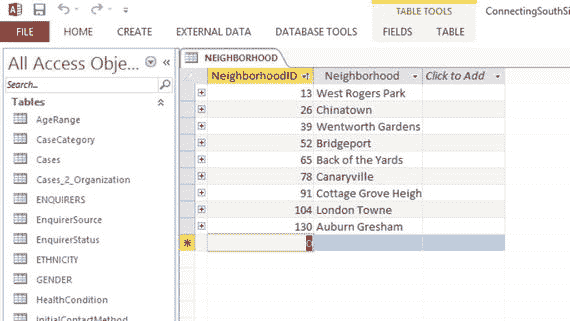 TABLE TOOLS
ConnectingSouthSi
FILE HOME CREATE EXTERNAL DATA DATABASE TOOLS FIELDS TABLE
All Access Obje...
Search...
Tables
AgeRange
CaseCategory
Cases
Cases_2_Organization
ENQUIRERS
EnquirerSource
EnquirerStatus
ETHNICITY
GENDER
HealthCondition
InitialContactMethod
NEIGHBORHOOD
NeighborhoodID Neighborhood Click to Add
13 West Rogers Park
26 Chinatown
39 Wentworth Gardens
52 Bridgeport
65 Back of the Yards
78 Canaryville
91 Cottage Grove Heigh
104 London Towne
130 Auburn Gresham
0